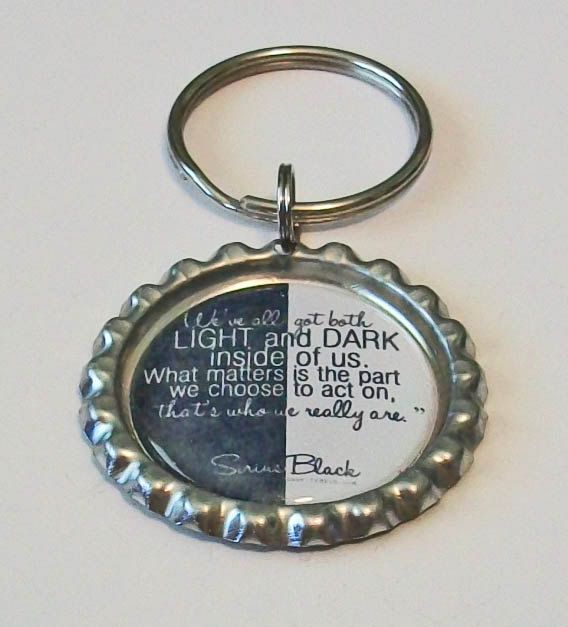 We've all got both
LIGHT and DARK
inside of us.
What matters is the part
we choose to act on,
that's who we really are.”
Sirius Black